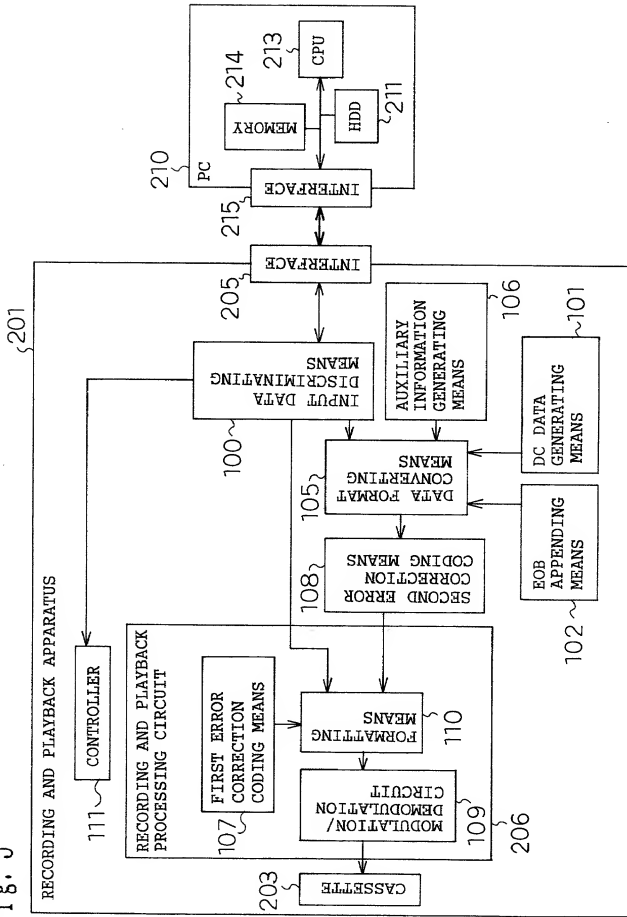 Fig. 5
201
RECORDING AND PLAYBACK APPARATUS
111
CONTROLLER
RECORDING AND PLAYBACK
PROCESSING CIRCUIT
107
FIRST ERROR
CORRECTION
CODING MEANS
FORMATTING
MEANS
110
MODULATION/
DEMODULATION
CIRCUIT
109
206
203
CASSETTE
108
SECOND ERROR
CORRECTION
CODING MEANS
105
DATA FORMAT
CONVERTING
MEANS
100
INPUT DATA
DISCRIMINATING
MEANS
205
INTERFACE
AUXILIARY
INFORMATION
GENERATING
MEANS
106
DC DATA
GENERATING
MEANS
101
EOB
APPENDING
MEANS
102
215
INTERFACE
210
PC
214
MEMORY
213
CPU
HDD
211